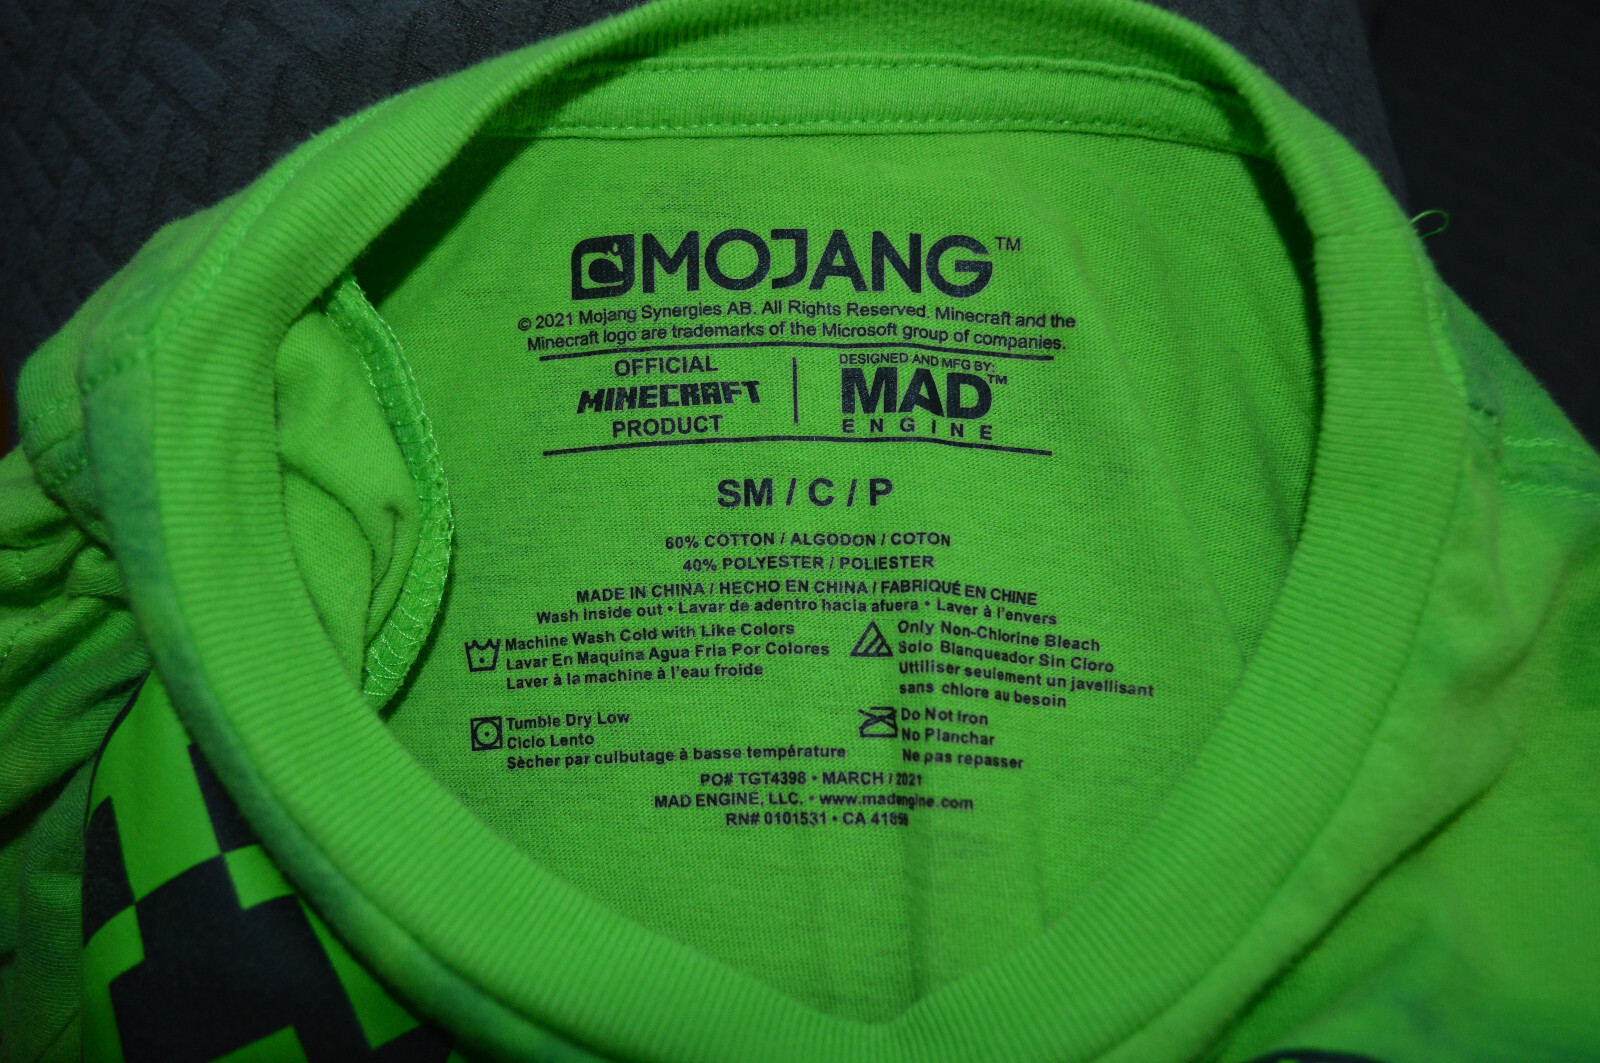 MOJANG™
© 2021 Mojang Synergies AB. All Rights Reserved. Minecraft and the
Minecraft logo are trademarks of the Microsoft group of companies.
OFFICIAL
MINECRAFT
PRODUCT
DESIGNED AND MFG BY:
MAD™
ENGINE
SM / C / P
60% COTTON / ALGODON / COTON
40% POLYESTER / POLIESTER
MADE IN CHINA / HECHO EN CHINA / FABRIQUÉ EN CHINE
Wash inside out • Lavar de adentro hacia afuera • Laver à l'envers
Machine Wash Cold with Like Colors
Lavar En Maquina Agua Fria Por Colores
Laver à la machine à l'eau froide
Only Non-Chlorine Bleach
Solo Blanqueador Sin Cloro
Uttiliser seulement un javellisant
sans chlore au besoin
Tumble Dry Low
Ciclo Lento
Sècher par culbutage à basse température
Do Not Iron
No Planchar
Ne pas repasser
PO# TGT4398 • MARCH / 2021
MAD ENGINE, LLC. • www.madengine.com
RN# 0101531 • CA